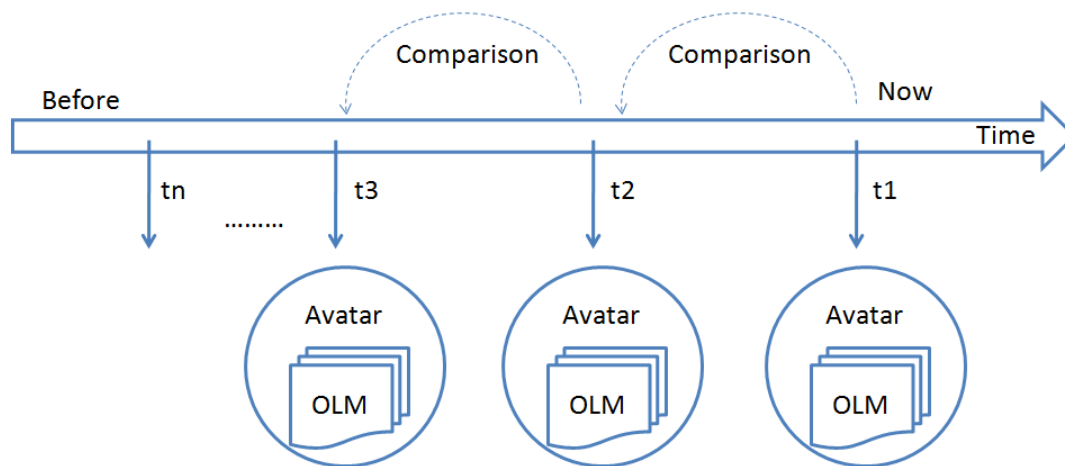 Comparison
Comparison
Before
Now
Time
tn
t3
t2
t1
.........
Avatar
Avatar
Avatar
OLM
OLM
OLM